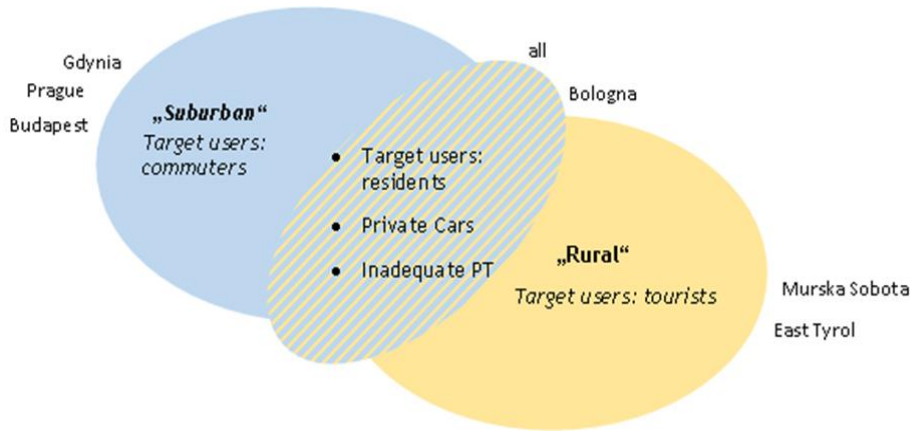 Gdynia
Prague
Budapest
„Suburban“
Target users:
commuters
all
Bologna
• Target users:
residents
• Private Cars
• Inadequate PT
„Rural“
Target users: tourists
Murska Sobota
East Tyrol